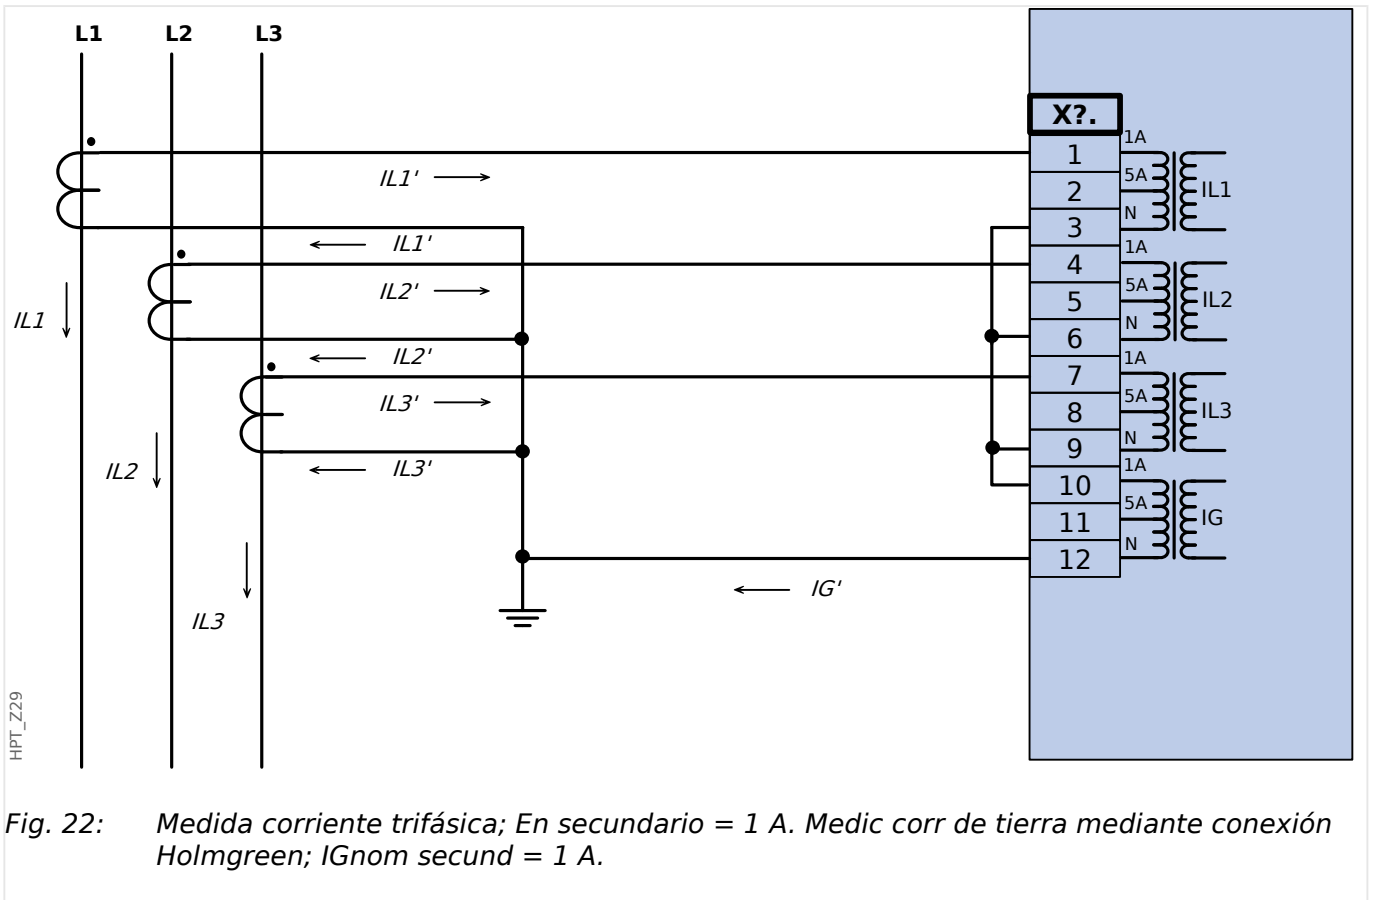 L1 L2 L3
X?.
1A
1
5A
2
IL1
N
3
1A
4
5A
5
IL2
N
6
1A
7
5A
8
IL3
N
9
1A
10
5A
11
IG
N
12
IL1'
IL1'
IL2'
IL2'
IL3'
IL3'
IG'
IL1
IL2
IL3
HPT_Z29
Fig. 22: Medida corriente trifásica; En secundario = 1 A. Medic corr de tierra mediante conexión
Holmgreen; IGnom secund = 1 A.